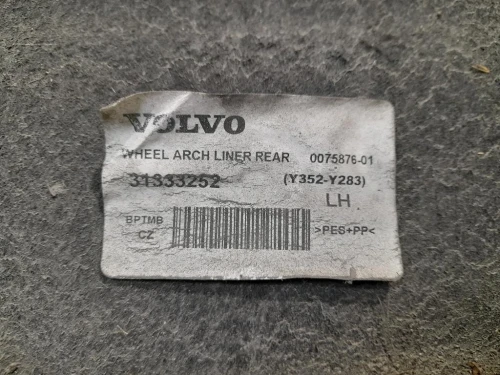 VOLVO
WHEEL ARCH LINER REAR 0075876-01
31333252 (Y352-Y283)
LH
BPTMB
CZ >PES+PP<